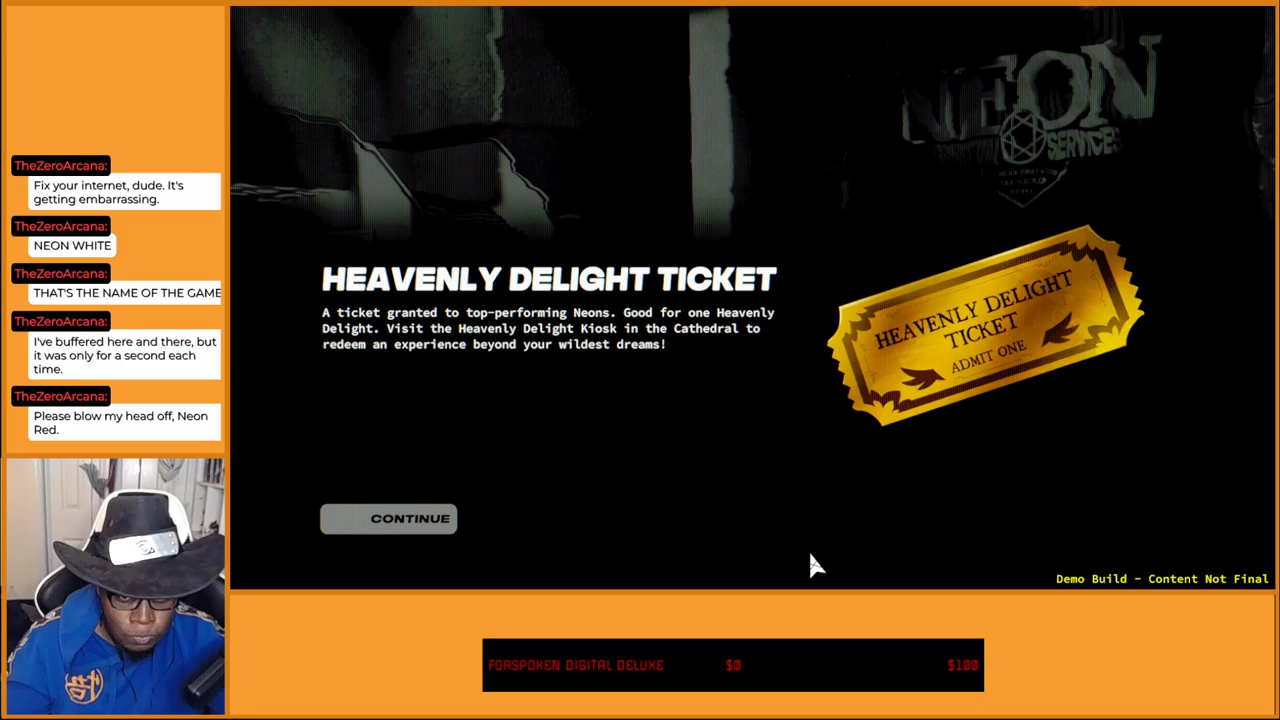 TheZeroArcana:
Fix your internet, dude. It's
getting embarrassing.
TheZeroArcana:
NEON WHITE
TheZeroArcana:
THAT'S THE NAME OF THE GAME
TheZeroArcana:
I've buffered here and there, but
it was only for a second each
time.
TheZeroArcana:
Please blow my head off, Neon
Red.
NEON
SERVICES
HEAVENLY DELIGHT TICKET
A ticket granted to top-performing Neons. Good for one Heavenly
Delight. Visit the Heavenly Delight Kiosk in the Cathedral to
redeem an experience beyond your wildest dreams!
HEAVENLY DELIGHT
TICKET
ADMIT ONE
CONTINUE
Demo Build - Content Not Final
FORSPOKEN DIGITAL DELUXE $0 $100